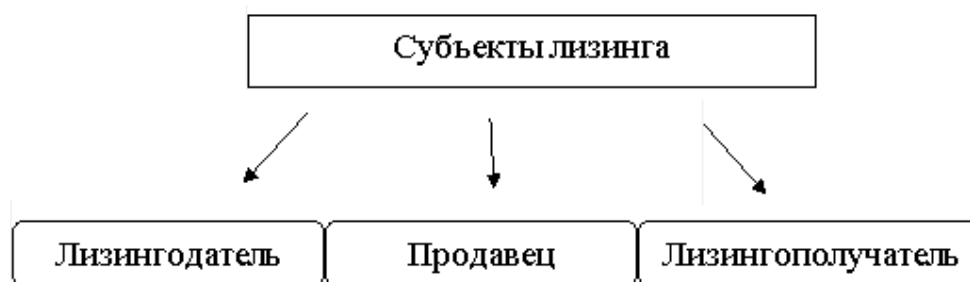 Субъекты лизинга
Лизингодатель
Продавец
Лизингополучатель